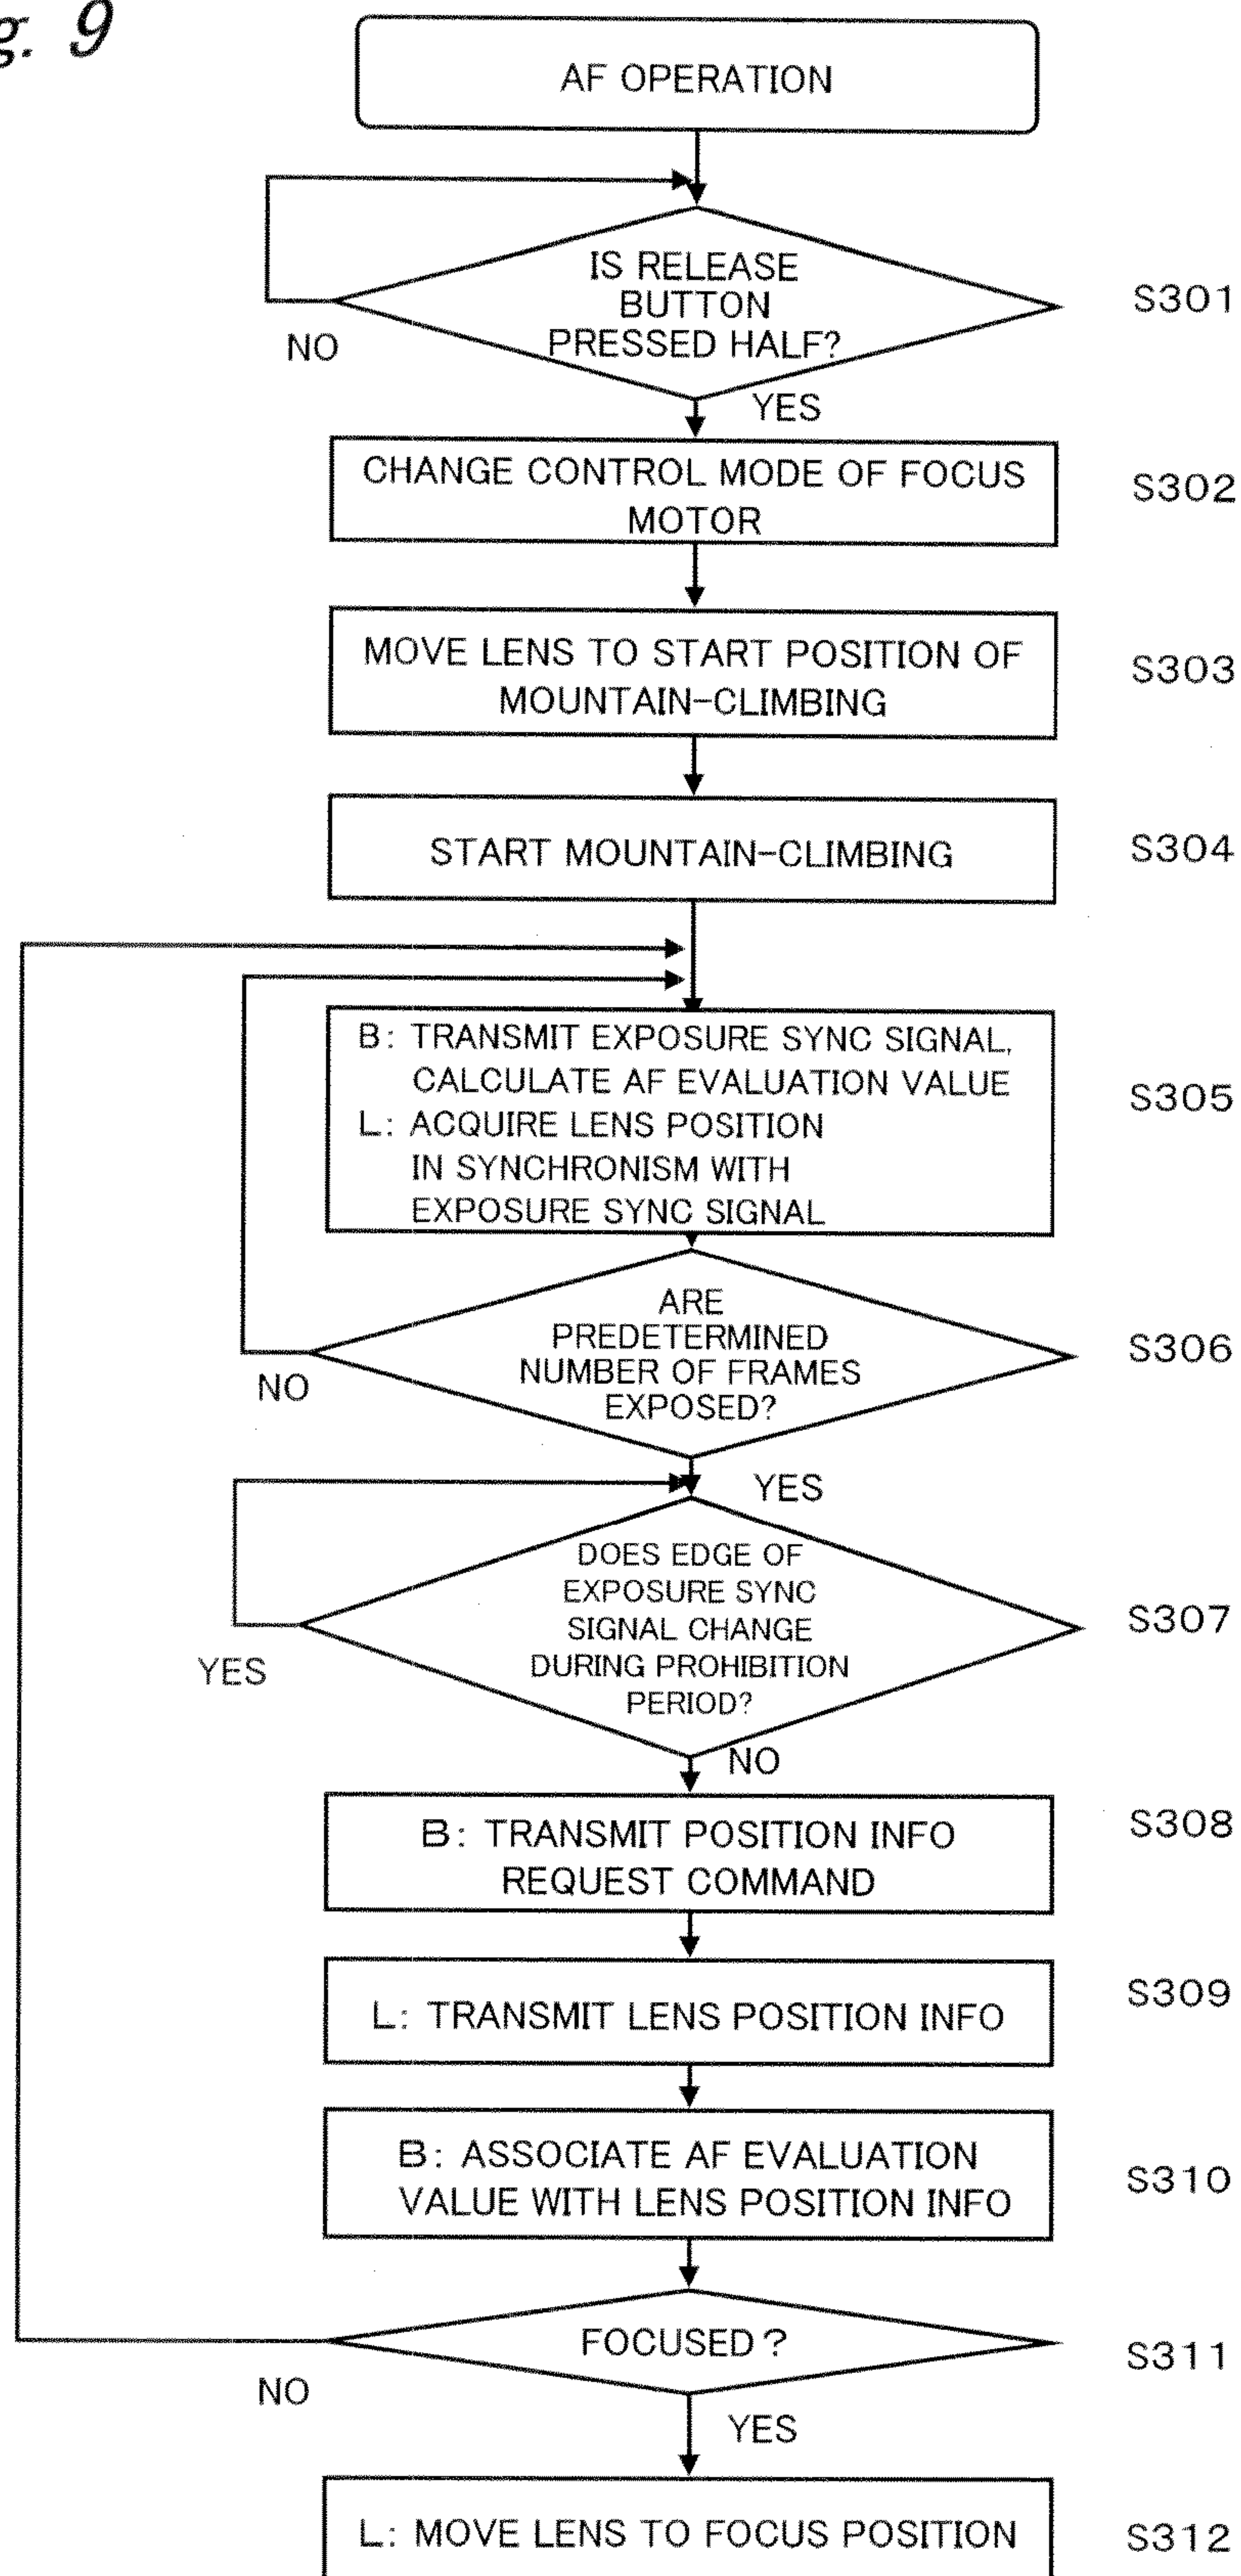 g. 9
AF OPERATION
IS RELEASE
BUTTON
PRESSED HALF?
S301
NO
YES
CHANGE CONTROL MODE OF FOCUS
MOTOR
S302
MOVE LENS TO START POSITION OF
MOUNTAIN-CLIMBING
S303
START MOUNTAIN-CLIMBING
S304
B: TRANSMIT EXPOSURE SYNC SIGNAL,
CALCULATE AF EVALUATION VALUE
L: ACQUIRE LENS POSITION
IN SYNCHRONISM WITH
EXPOSURE SYNC SIGNAL
S305
ARE
PREDETERMINED
NUMBER OF FRAMES
EXPOSED?
S306
NO
YES
DOES EDGE OF
EXPOSURE SYNC
SIGNAL CHANGE
DURING PROHIBITION
PERIOD?
S307
YES
NO
B: TRANSMIT POSITION INFO
REQUEST COMMAND
S308
L: TRANSMIT LENS POSITION INFO
S309
B: ASSOCIATE AF EVALUATION
VALUE WITH LENS POSITION INFO
S310
FOCUSED?
S311
NO
YES
L: MOVE LENS TO FOCUS POSITION
S312